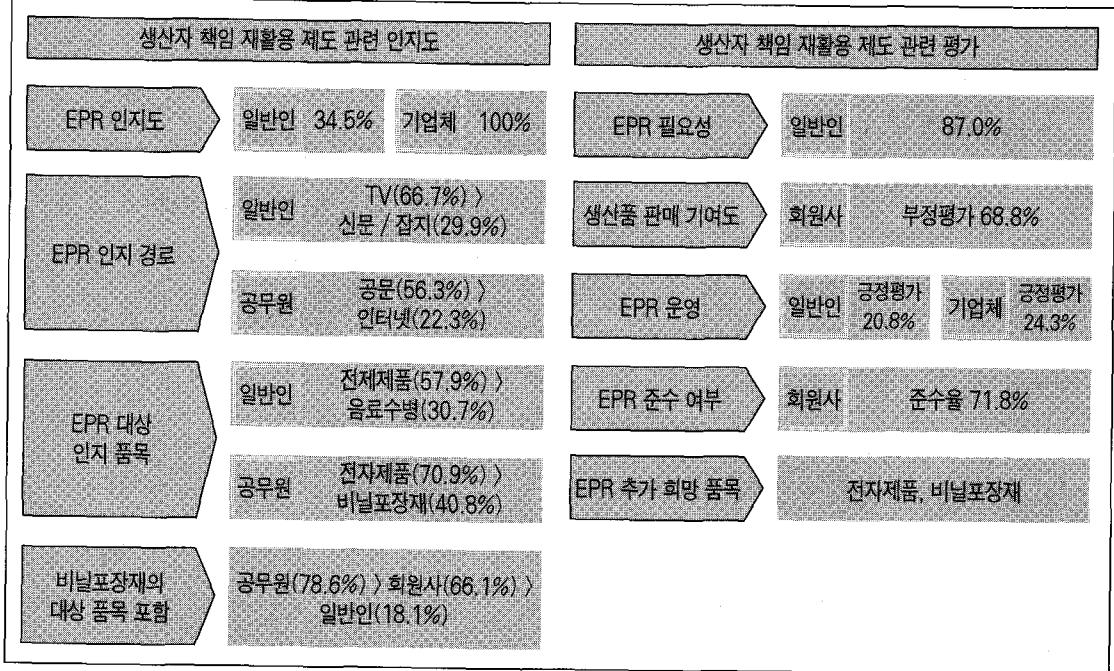 생산자 책임 재활용 제도 관련 인지도
EPR 인지도
일반인 34.5% 기업체 100%
EPR 인지 경로
일반인
TV(66.7%) 〉
신문 / 잡지(29.9%)
공무원
공문(56.3%) 〉
인터넷(22.3%)
EPR 대상
인지 품목
일반인
전제제품(57.9%) 〉
음료수병(30.7%)
공무원
전자제품(70.9%) 〉
비닐포장재(40.8%)
비닐포장재의
대상 품목 포함
공무원(78.6%) 〉 회원사(66.1%) 〉
일반인(18.1%)
생산자 책임 재활용 제도 관련 평가
EPR 필요성
일반인 87.0%
생산품 판매 기여도
회원사 부정평가 68.8%
EPR 운영
일반인
긍정평가
20.8%
기업체
긍정평가
24.3%
EPR 준수 여부
회원사 준수율 71.8%
EPR 추가 희망 품목
전자제품, 비닐포장재